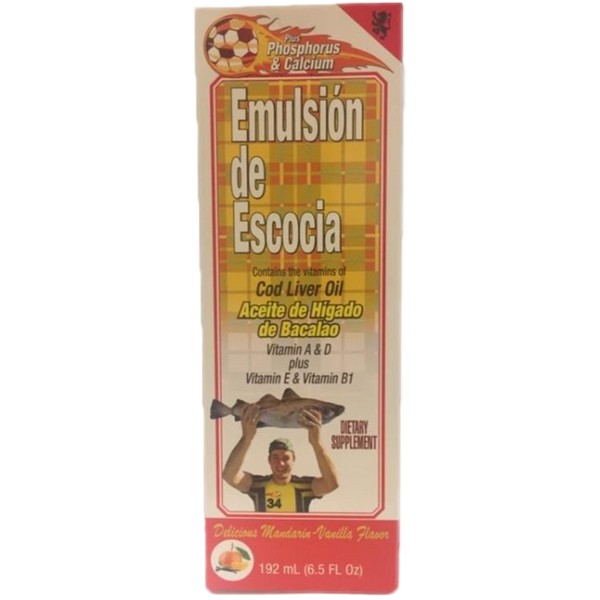 Plus
Phosphorus
& Calcium
Emulsión
de
Escocia
Contains the vitamins of
Cod Liver Oil
Aceite de Hígado
de Bacalao
Vitamin A & D
plus
Vitamin E & Vitamin B1
DIETARY
SUPPLEMENT
34
Delicious Mandarin-Vanilla Flavor
192 mL (6.5 FL Oz)